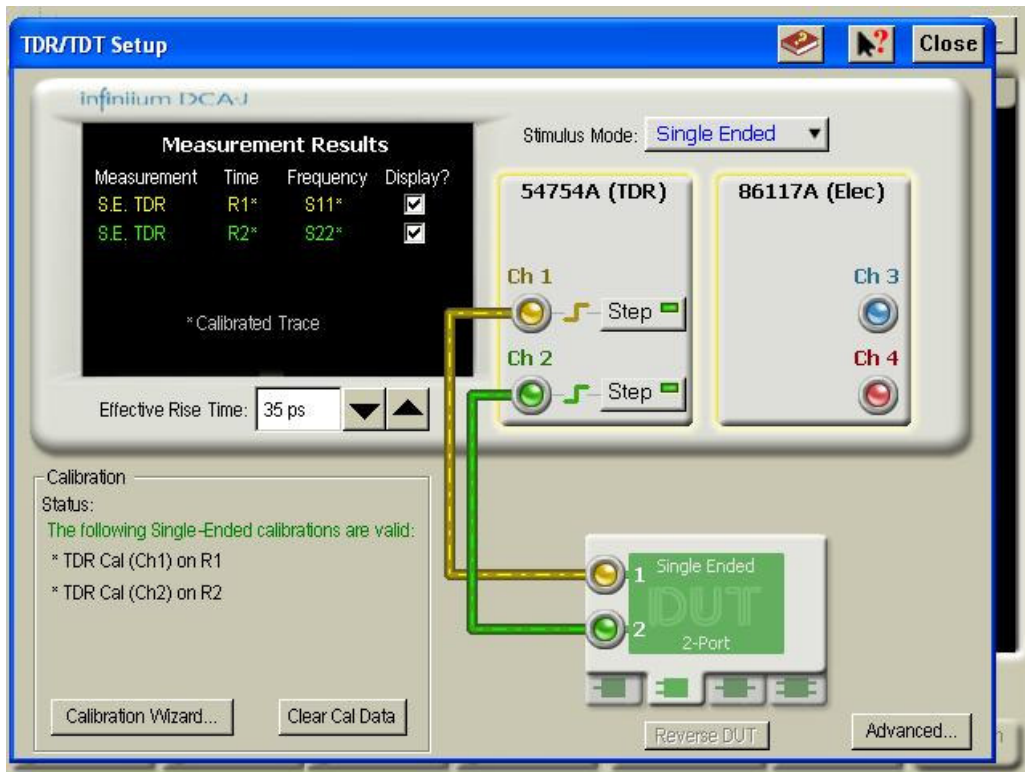 TDR/TDT Setup
Close
infiniium DCA-J
Measurement Results
Measurement Time Frequency Display?
S.E. TDR R1* S11*
S.E. TDR R2* S22*
* Calibrated Trace
Effective Rise Time: 35 ps
Stimulus Mode: Single Ended
54754A (TDR)
Ch 1
Step
Ch 2
Step
86117A (Elec)
Ch 3
Ch 4
Calibration
Status:
The following Single-Ended calibrations are valid:
* TDR Cal (Ch1) on R1
* TDR Cal (Ch2) on R2
Calibration Wizard...
Clear Cal Data
1
2
Single Ended
DUT
2-Port
Reverse DUT
Advanced...